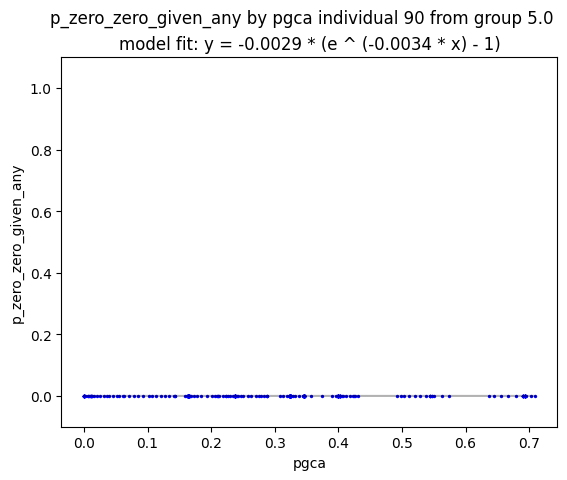 p_zero_zero_given_any by pgca individual 90 from group 5.0
model fit: y = -0.0029 * (e ^ (-0.0034 * x) - 1)
1.0
0.8
0.6
0.4
0.2
0.0
p_zero_zero_given_any
0.0 0.1 0.2 0.3 0.4 0.5 0.6 0.7
pgca